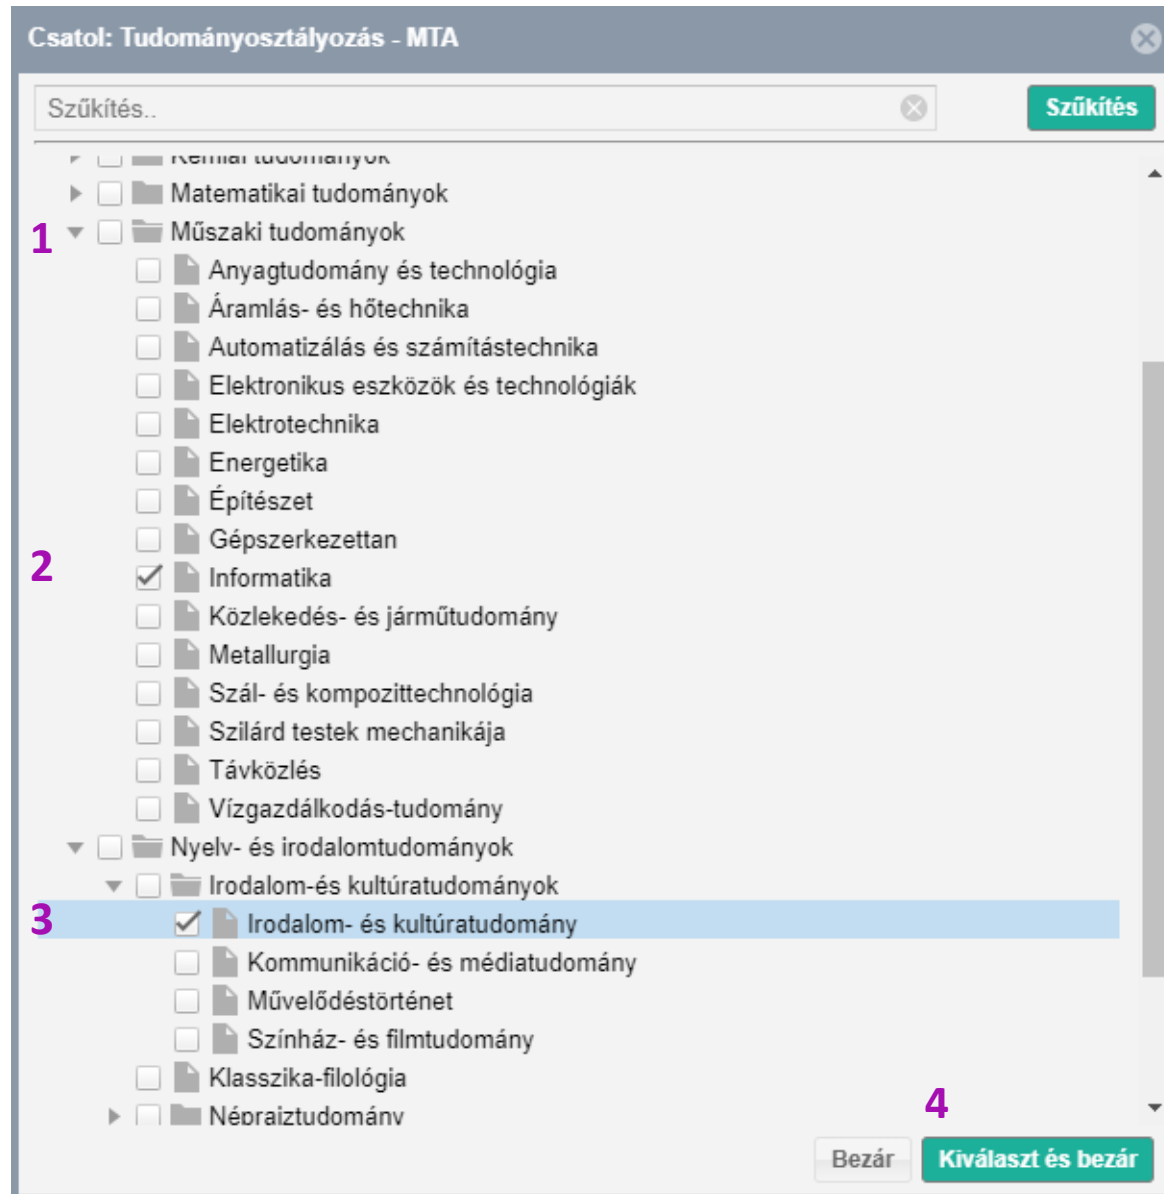 Csatol: Tudományosztályozás - MTA
Szűkítés..
Szűkítés
Kémiai tudományok
Matematikai tudományok
1
Műszaki tudományok
Anyagtudomány és technológia
Áramlás- és hőtechnika
Automatizálás és számítástechnika
Elektronikus eszközök és technológiák
Elektrotechnika
Energetika
Építészet
Gépszerkezettan
2
Informatika
Közlekedés- és járműtudomány
Metallurgia
Szál- és kompozittechnológia
Szilárd testek mechanikája
Távközlés
Vízgazdálkodás-tudomány
Nyelv- és irodalomtudományok
Irodalom-és kultúratudományok
3
Irodalom- és kultúratudomány
Kommunikáció- és médiatudomány
Művelődéstörténet
Színház- és filmtudomány
Klasszika-filológia
Néprajztudomány
4
Bezár
Kiválaszt és bezár